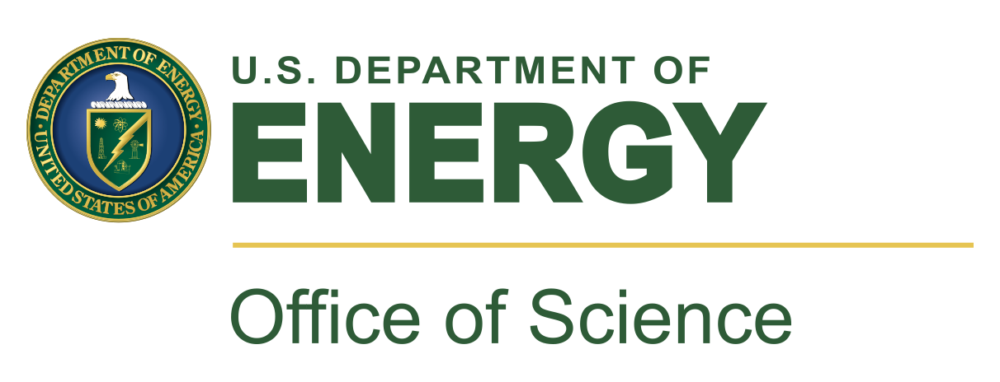 DEPARTMENT OF ENERGY
UNITED STATES OF AMERICA
U.S. DEPARTMENT OF
ENERGY
Office of Science